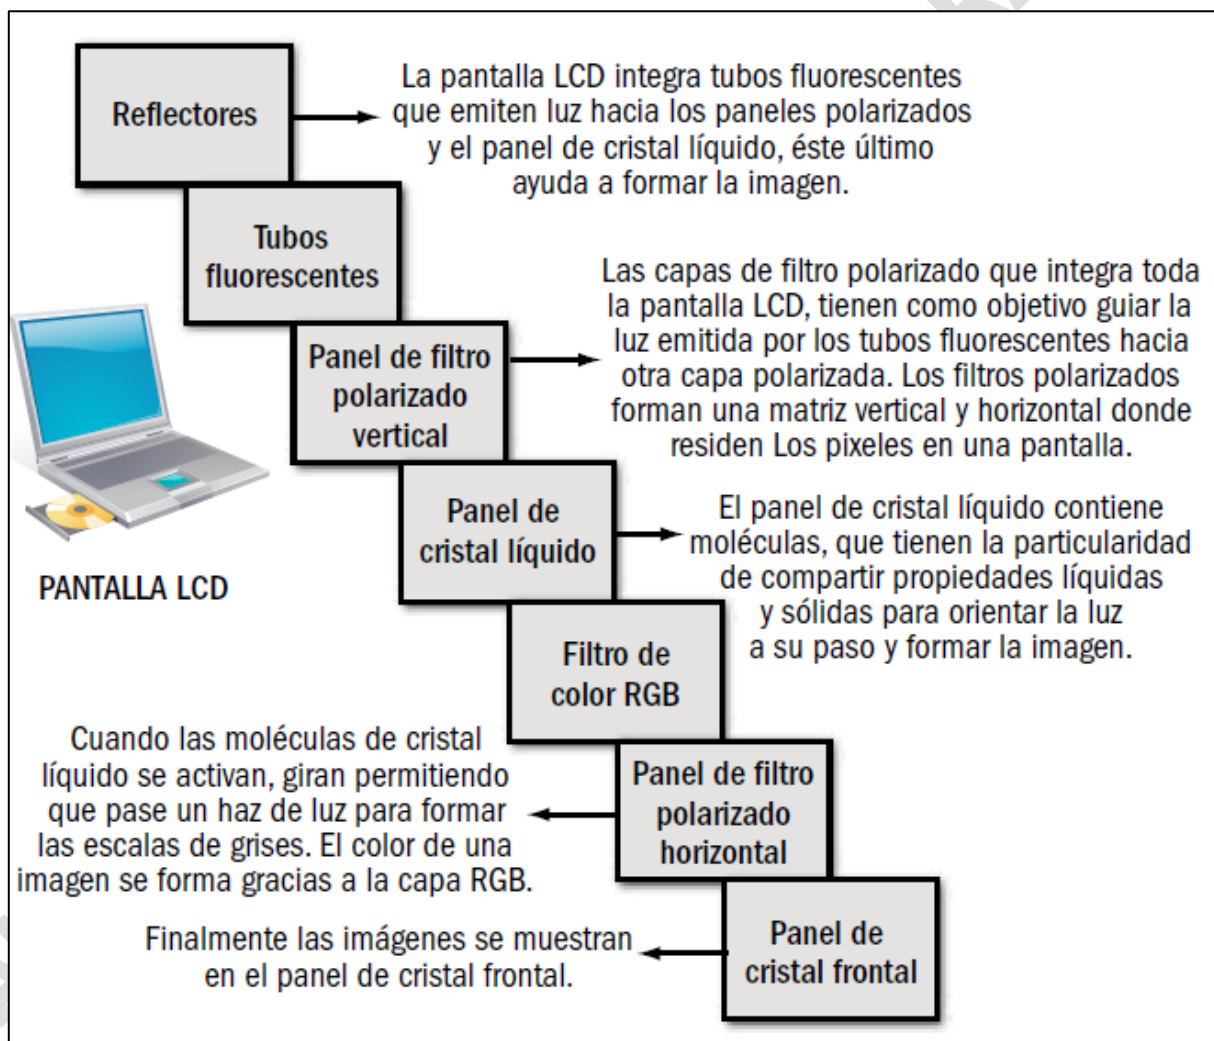 Reflectores
La pantalla LCD integra tubos fluorescentes
que emiten luz hacia los paneles polarizados
y el panel de cristal líquido, éste último
ayuda a formar la imagen.
Tubos
fluorescentes
Panel de filtro
polarizado
vertical
Las capas de filtro polarizado que integra toda
la pantalla LCD, tienen como objetivo guiar la
luz emitida por los tubos fluorescentes hacia
otra capa polarizada. Los filtros polarizados
forman una matriz vertical y horizontal donde
residen Los pixeles en una pantalla.
PANTALLA LCD
Panel de
cristal líquido
El panel de cristal líquido contiene
moléculas, que tienen la particularidad
de compartir propiedades líquidas
y sólidas para orientar la luz
a su paso y formar la imagen.
Filtro de
color RGB
Panel de filtro
polarizado
horizontal
Cuando las moléculas de cristal
líquido se activan, giran permitiendo
que pase un haz de luz para formar
las escalas de grises. El color de una
imagen se forma gracias a la capa RGB.
Panel de
cristal frontal
Finalmente las imágenes se muestran
en el panel de cristal frontal.